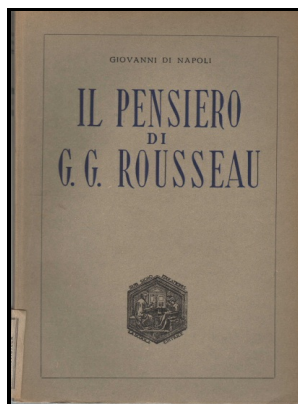 GIOVANNI DI NAPOLI
IL PENSIERO
DI
G. G. ROUSSEAU